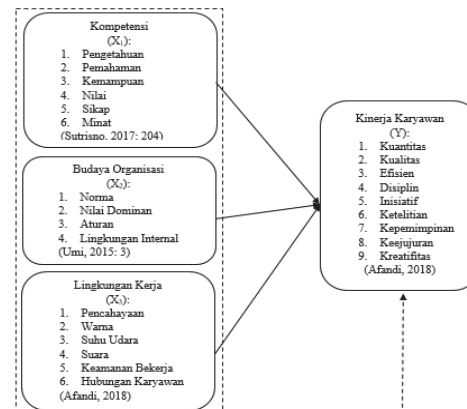 Kompetensi
(X₁):
1. Pengetahuan
2. Pemahaman
3. Kemampuan
4. Nilai
5. Sikap
6. Minat
(Sutrisno. 2017: 204)
Budaya Organisasi
(X₂):
1. Norma
2. Nilai Dominan
3. Aturan
4. Lingkungan Internal
(Umi, 2015: 3)
Lingkungan Kerja
(X₃):
1. Pencahayaan
2. Warna
3. Suhu Udara
4. Suara
5. Keamanan Bekerja
6. Hubungan Karyawan
(Afandi, 2018)
Kinerja Karyawan
(Y):
1. Kuantitas
2. Kualitas
3. Efisien
4. Disiplin
5. Inisiatif
6. Ketelitian
7. Kepemimpinan
8. Keejujuran
9. Kreatifitas
(Afandi, 2018)